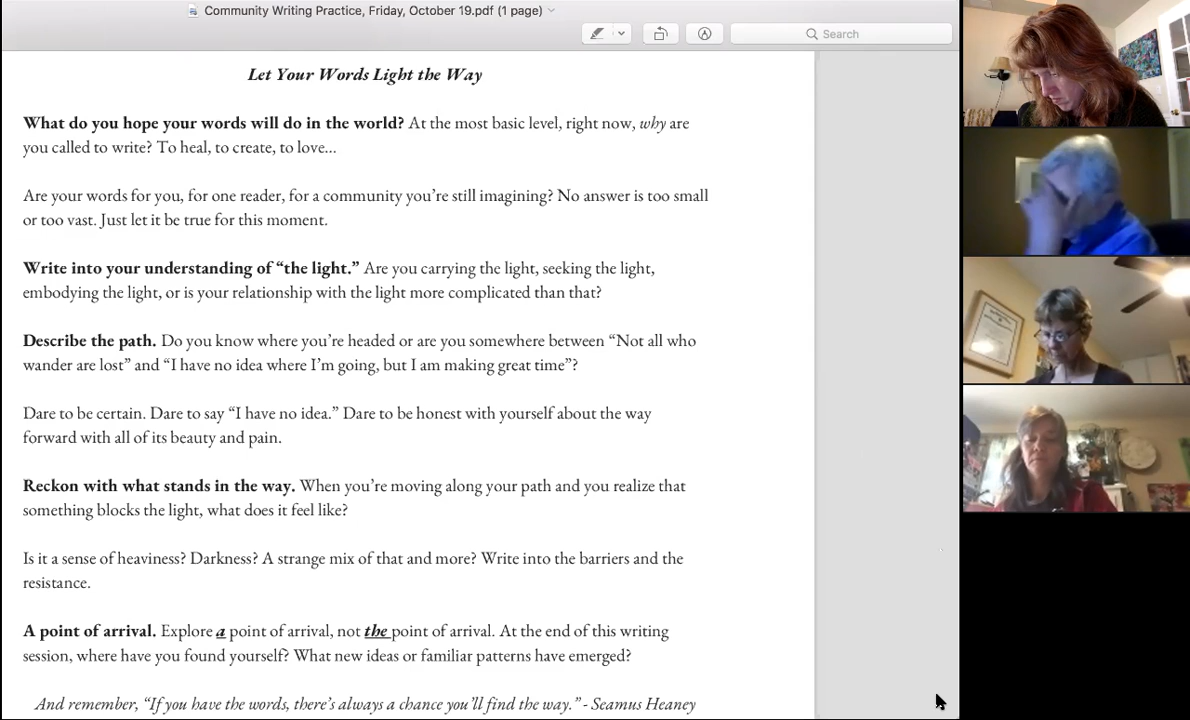 Community Writing Practice, Friday, October 19.pdf (1 page)
Search
Let Your Words Light the Way
What do you hope your words will do in the world? At the most basic level, right now, why are
you called to write? To heal, to create, to love...
Are your words for you, for one reader, for a community you're still imagining? No answer is too small
or too vast. Just let it be true for this moment.
Write into your understanding of “the light.” Are you carrying the light, seeking the light,
embodying the light, or is your relationship with the light more complicated than that?
Describe the path. Do you know where you're headed or are you somewhere between “Not all who
wander are lost” and “I have no idea where I'm going, but I am making great time”?
Dare to be certain. Dare to say “I have no idea.” Dare to be honest with yourself about the way
forward with all of its beauty and pain.
Reckon with what stands in the way. When you're moving along your path and you realize that
something blocks the light, what does it feel like?
Is it a sense of heaviness? Darkness? A strange mix of that and more? Write into the barriers and the
resistance.
A point of arrival. Explore a point of arrival, not the point of arrival. At the end of this writing
session, where have you found yourself? What new ideas or familiar patterns have emerged?
And remember, “If you have the words, there's always a chance you'll find the way.” - Seamus Heaney